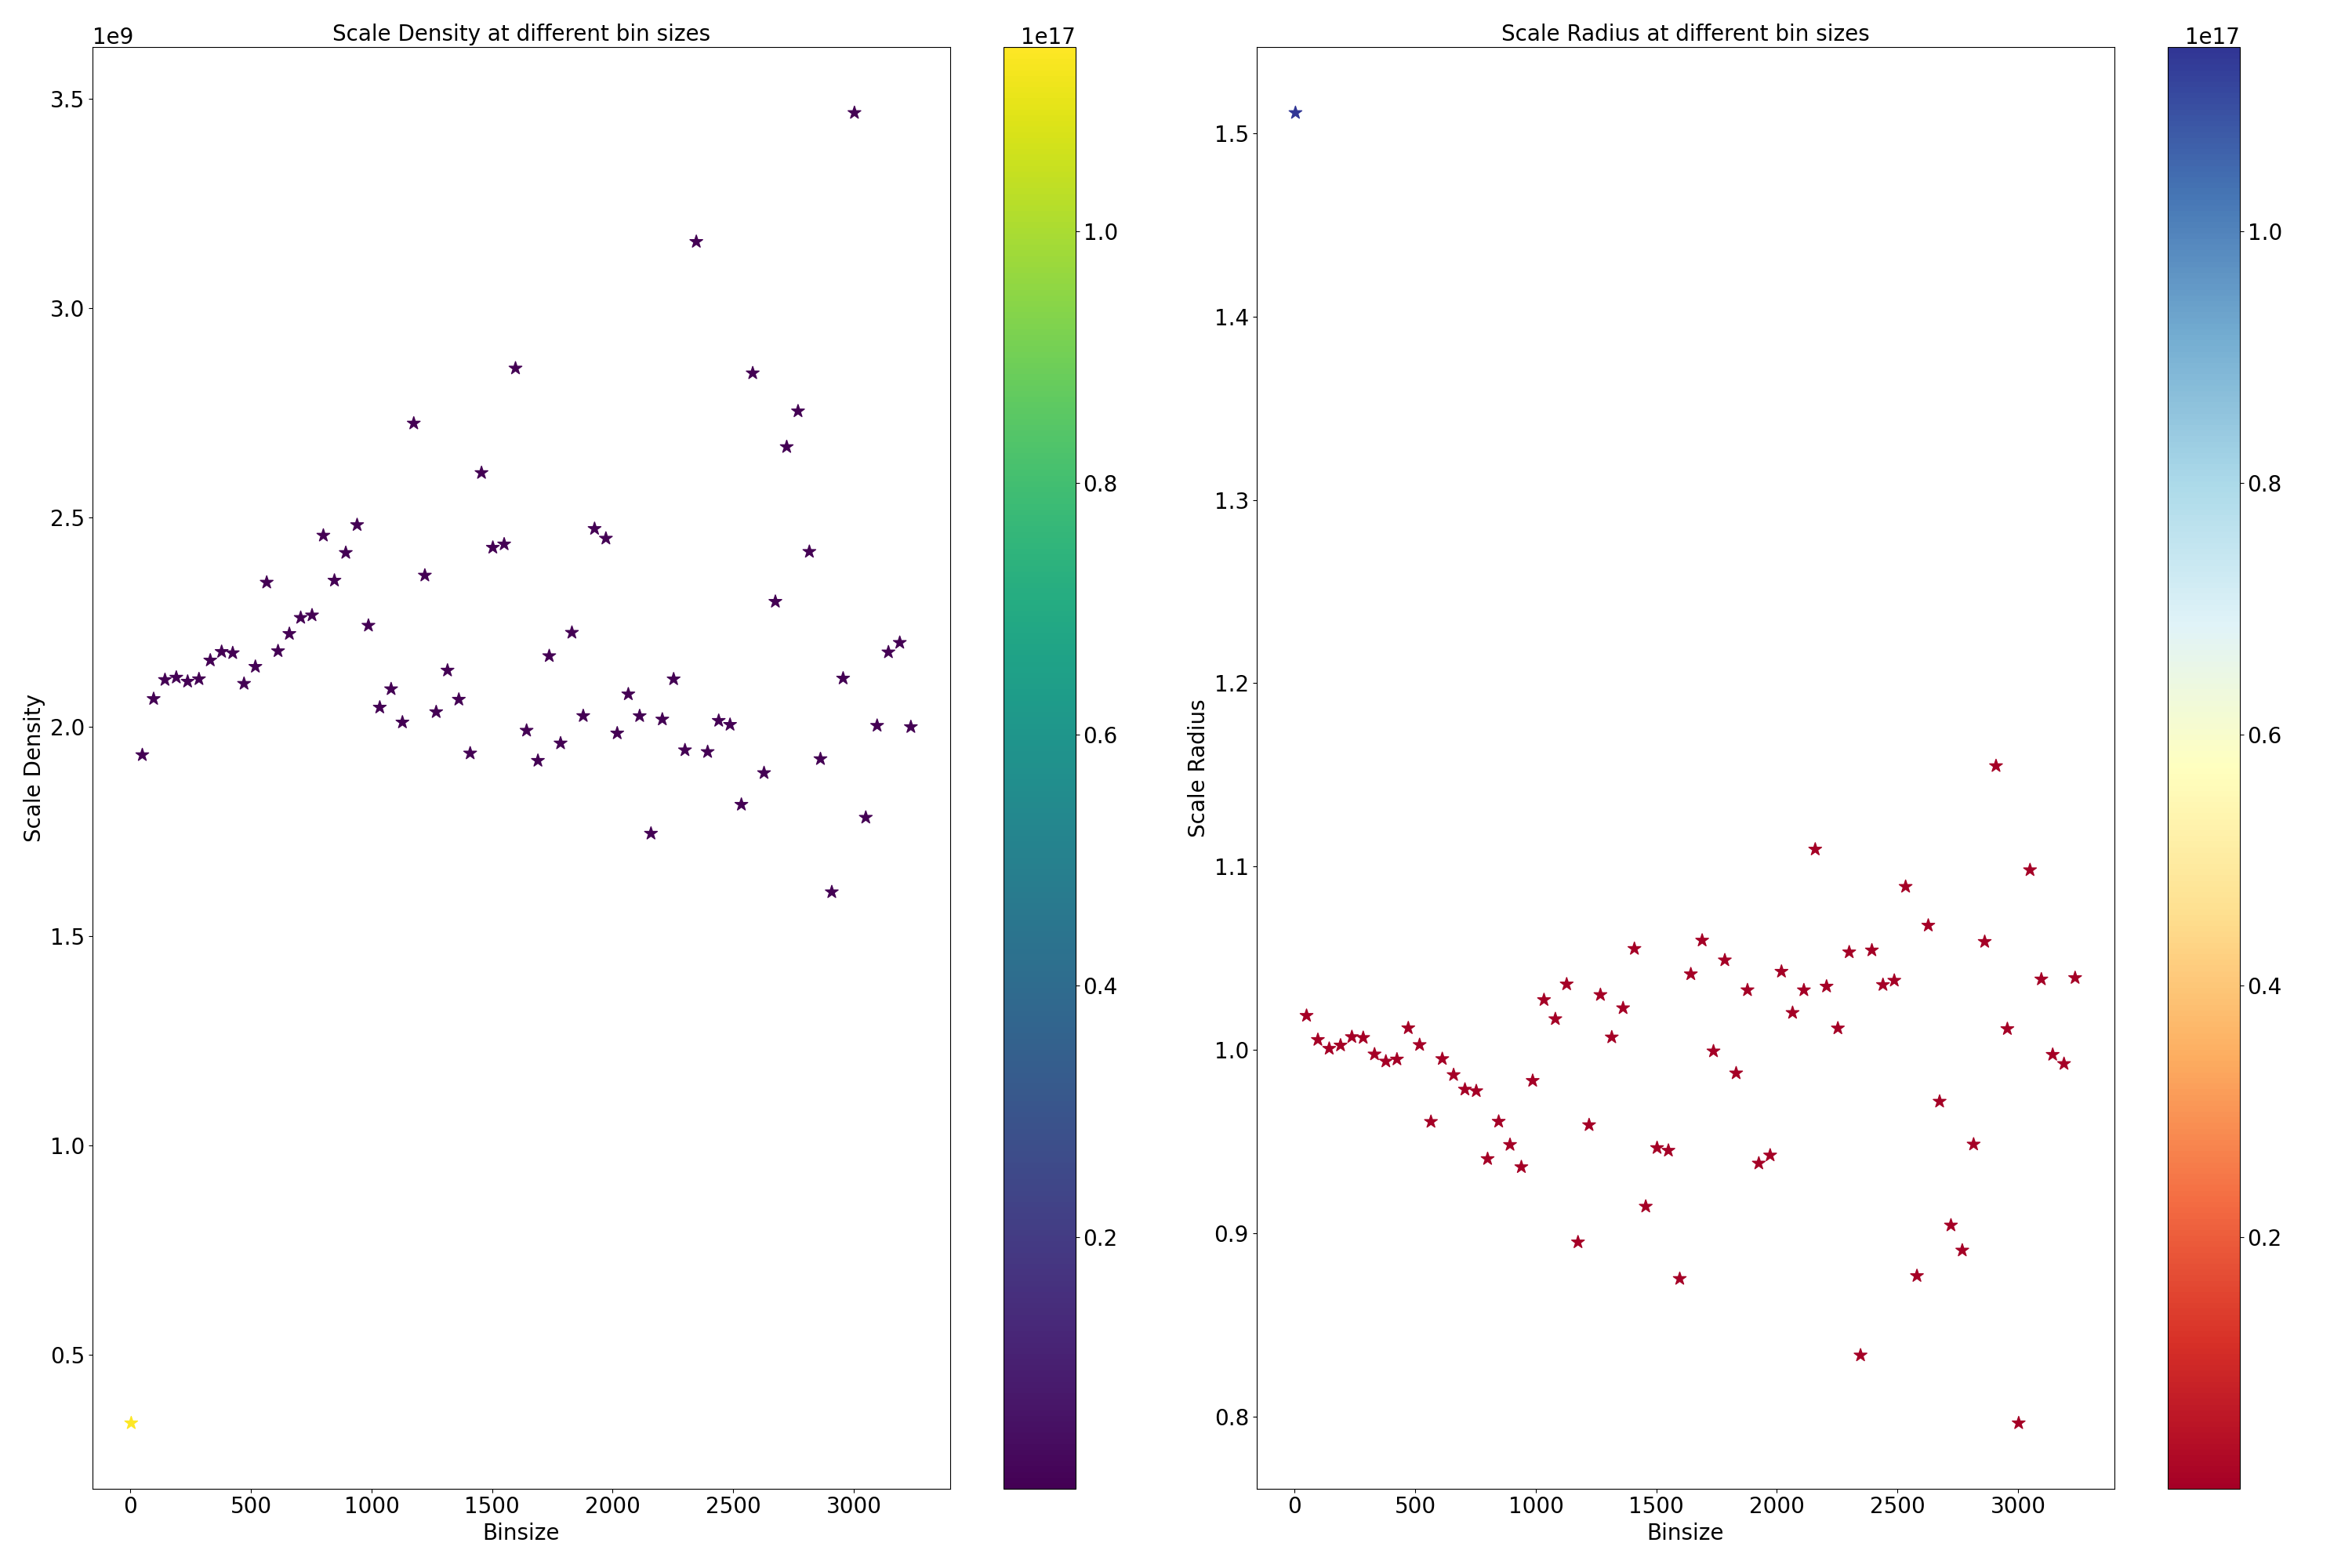 Scale Density at different bin sizes
1e9
3.5
3.0
2.5
2.0
1.5
1.0
0.5
Scale Density
0 500 1000 1500 2000 2500 3000
Binsize
1e17
1.0
0.8
0.6
0.4
0.2
Scale Radius at different bin sizes
1.5
1.4
1.3
1.2
1.1
1.0
0.9
0.8
Scale Radius
0 500 1000 1500 2000 2500 3000
Binsize
1e17
1.0
0.8
0.6
0.4
0.2